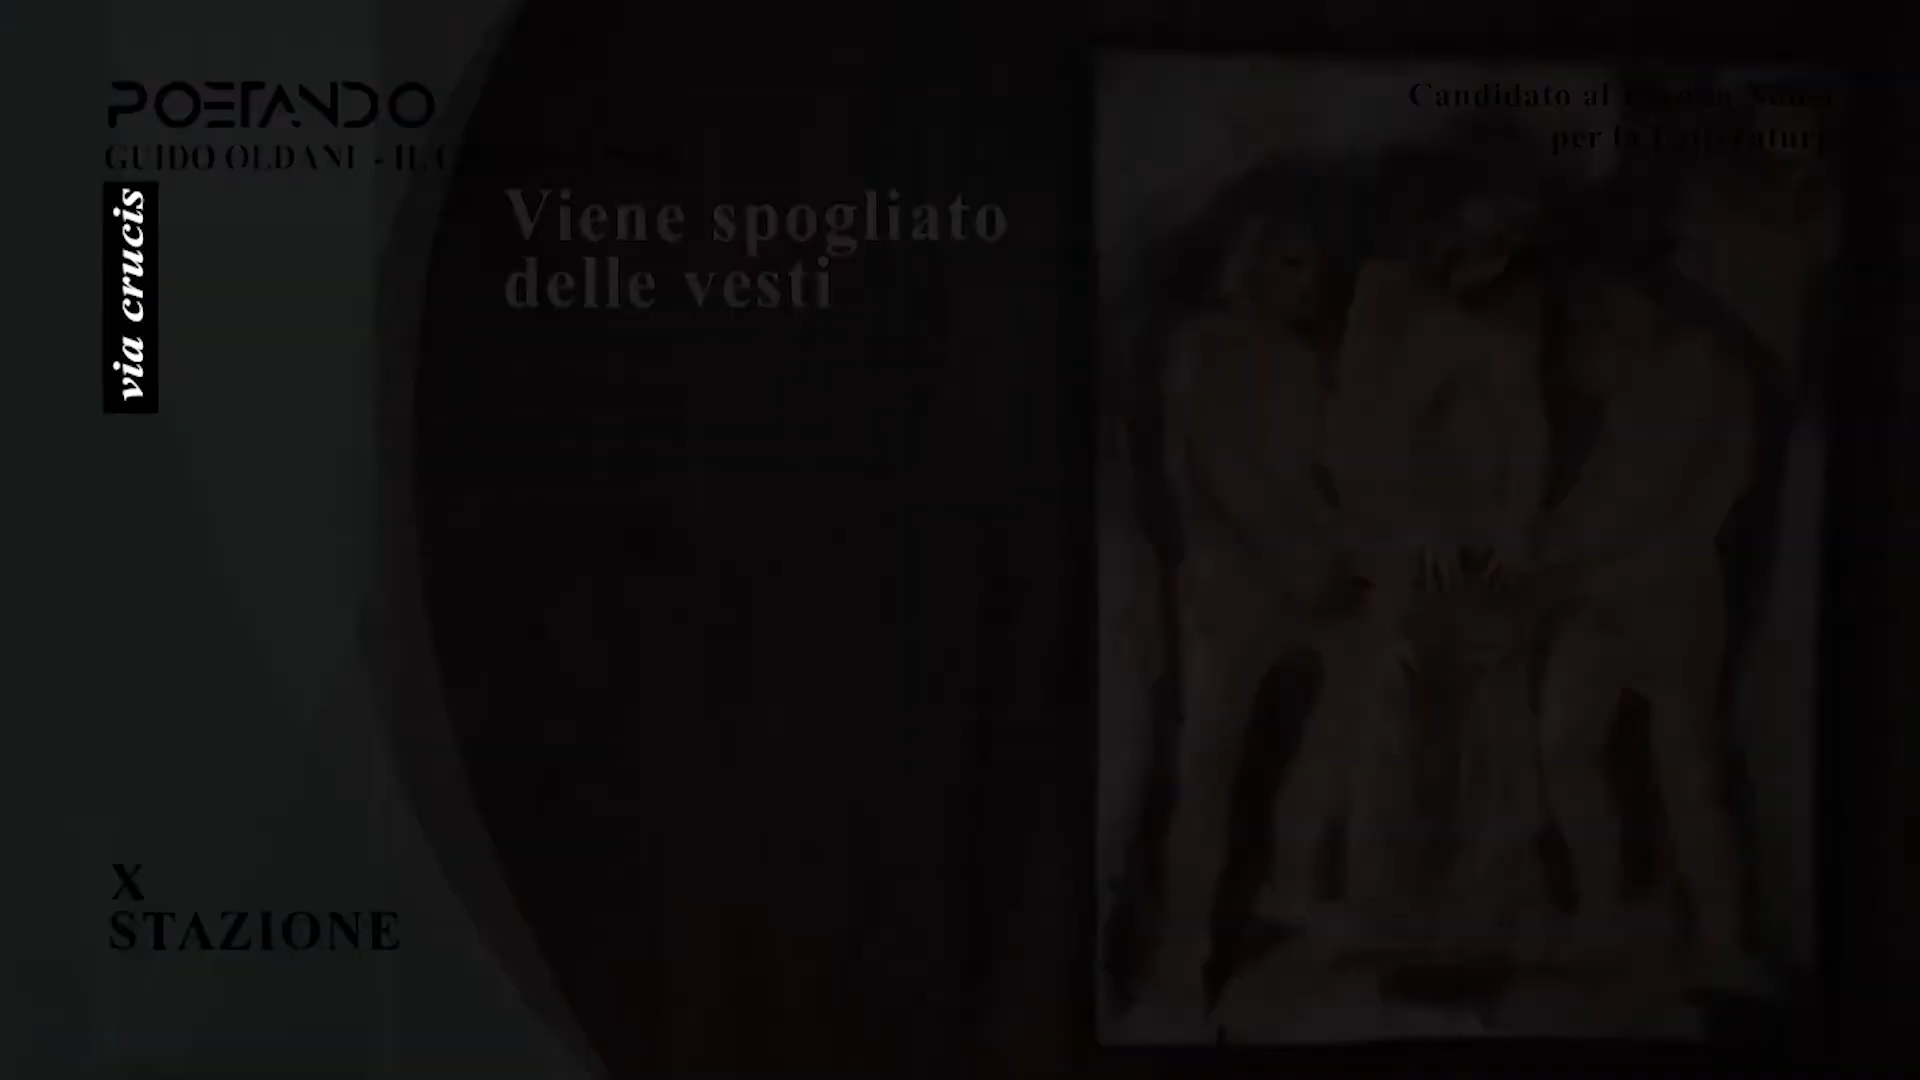 POETANDO
GUIDO OLDANI - IL
via crucis
Candidato al
per la
Viene spogliato
delle vesti
X
STAZIONE